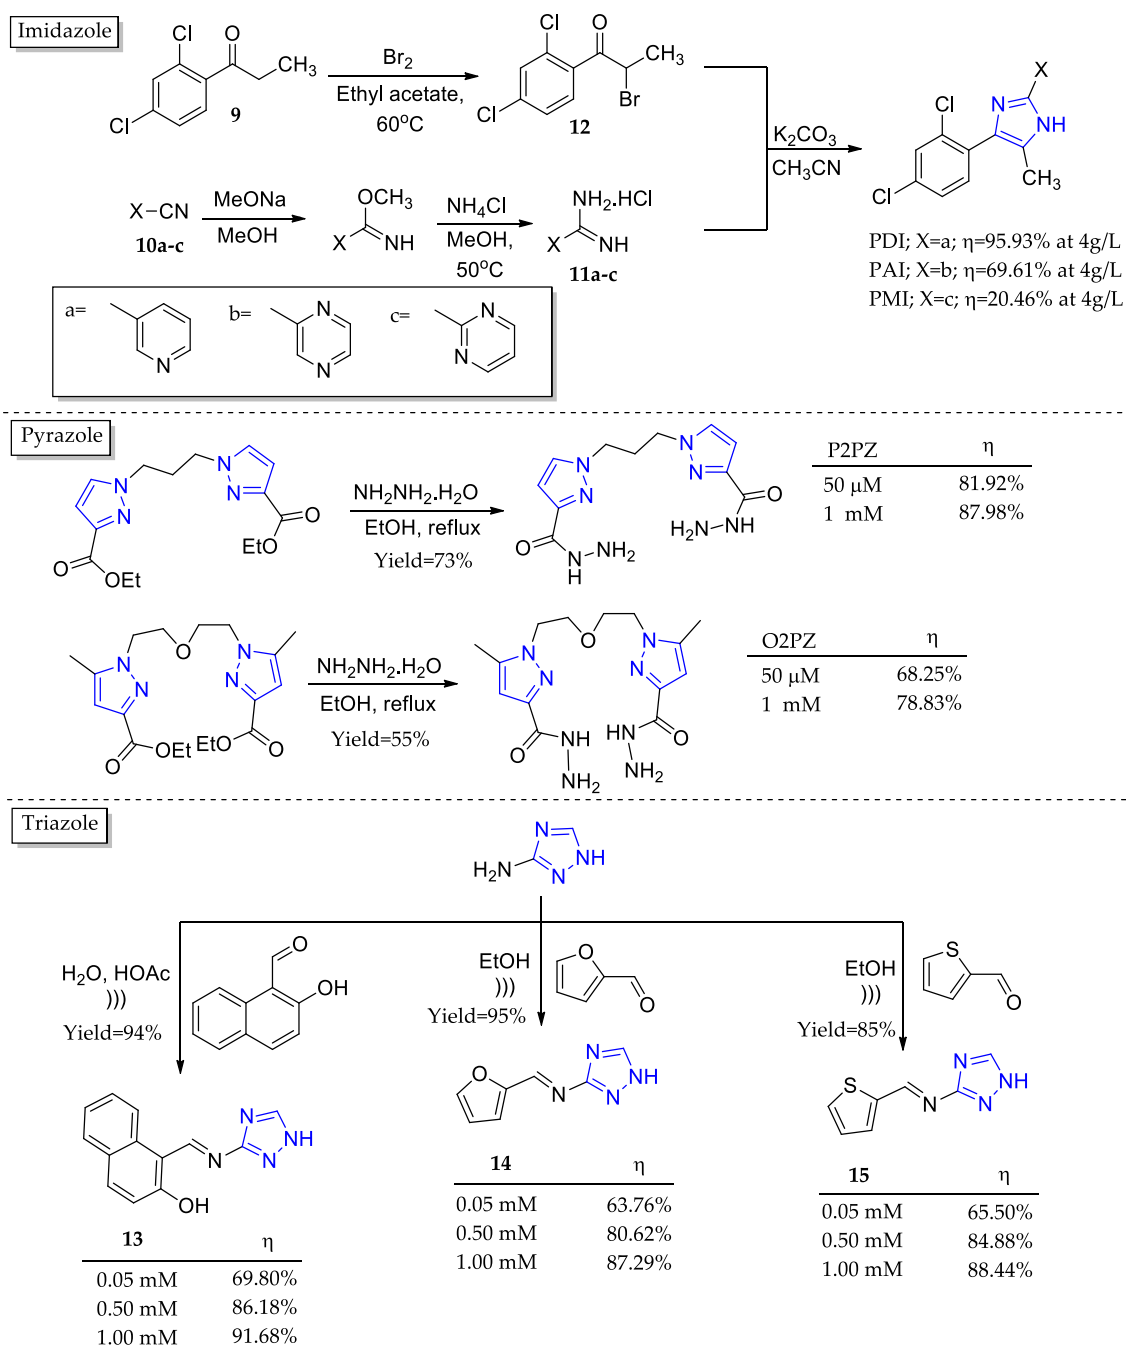 Imidazole
Cl
O
CH3
Cl
9
Br2
Ethyl acetate,
60oC
Cl
O
CH3
Br
Cl
12
K2CO3
CH3CN
X
N
NH
Cl
Cl
CH3
X–CN
10a-c
MeONa
MeOH
O
CH3
X
NH
NH4Cl
MeOH,
50oC
NH2.HCl
X
NH
11a-c
PDI; X=a; η=95.93% at 4g/L
PAI; X=b; η=69.61% at 4g/L
PMI; X=c; η=20.46% at 4g/L
a=
N
b=
N
N
c=
N
N
Pyrazole
N
N
N
N
O
OEt
EtO
O
NH2NH2.H2O
EtOH, reflux
Yield=73%
N
N
N
N
O
N
H
NH2
O
NH
H2N
P2PZ η
50 μM 81.92%
1 mM 87.98%
O
N
N
N
N
O
OEt
EtO
O
NH2NH2.H2O
EtOH, reflux
Yield=55%
O
N
N
N
N
O
NH
NH2
HN
O
NH2
O2PZ η
50 μM 68.25%
1 mM 78.83%
Triazole
H2N
N
NH
N
H2O, HOAc
)))
Yield=94%
O
OH
EtOH
)))
Yield=95%
O
O
EtOH
)))
Yield=85%
S
O
N
N
NH
N
OH
13 η
0.05 mM 69.80%
0.50 mM 86.18%
1.00 mM 91.68%
O
N
N
NH
N
14 η
0.05 mM 63.76%
0.50 mM 80.62%
1.00 mM 87.29%
S
N
N
NH
N
15 η
0.05 mM 65.50%
0.50 mM 84.88%
1.00 mM 88.44%